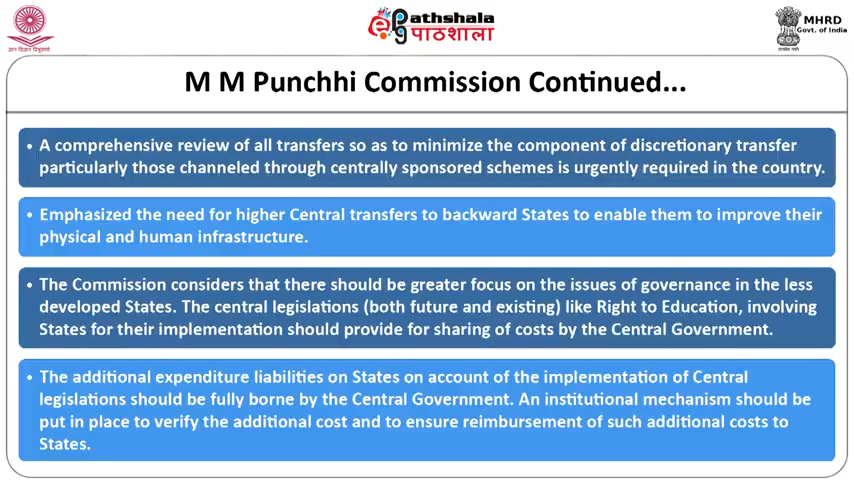 Pathshala
पाठशाला
MHRD
Govt. of India
M M Punchhi Commission Continued...
• A comprehensive review of all transfers so as to minimize the component of discretionary transfer
particularly those channeled through centrally sponsored schemes is urgently required in the country.
• Emphasized the need for higher Central transfers to backward States to enable them to improve their
physical and human infrastructure.
• The Commission considers that there should be greater focus on the issues of governance in the less
developed States. The central legislations (both future and existing) like Right to Education, involving
States for their implementation should provide for sharing of costs by the Central Government.
• The additional expenditure liabilities on States on account of the implementation of Central
legislations should be fully borne by the Central Government. An institutional mechanism should be
put in place to verify the additional cost and to ensure reimbursement of such additional costs to
States.